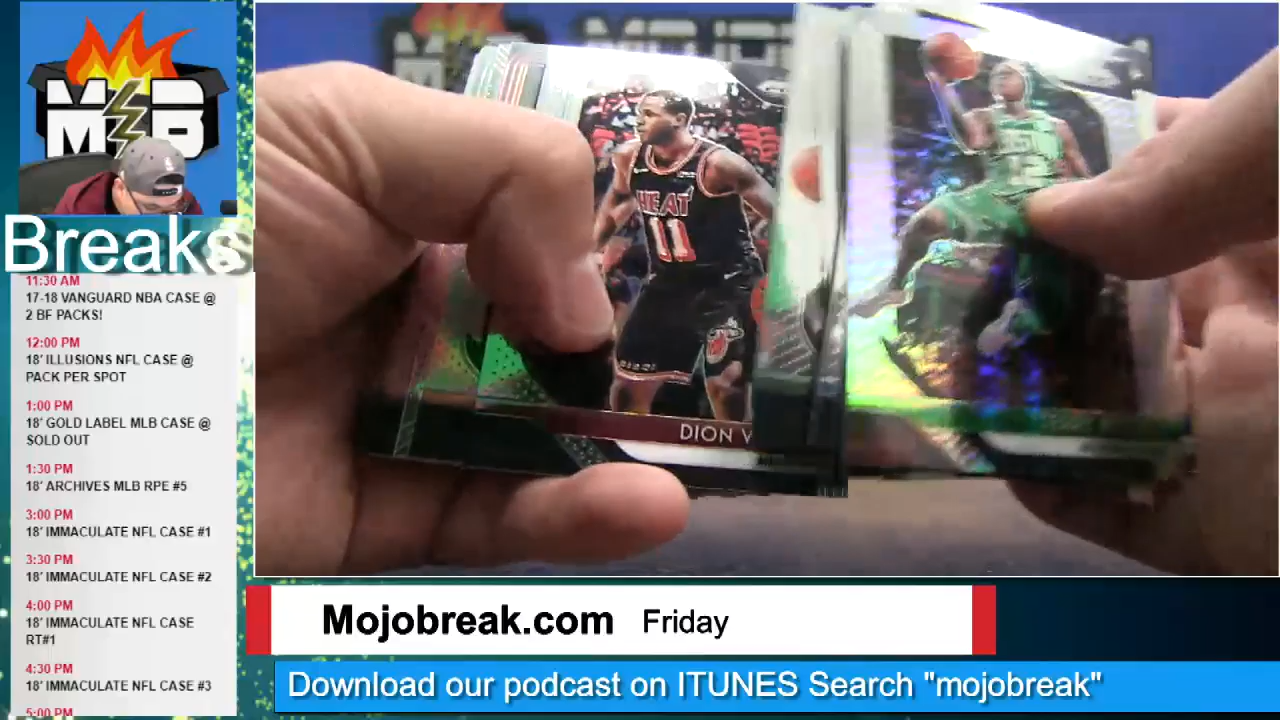 M B
M B
Breaks
11:30 AM
17-18 VANGUARD NBA CASE @
2 BF PACKS!
12:00 PM
18' ILLUSIONS NFL CASE @
PACK PER SPOT
1:00 PM
18' GOLD LABEL MLB CASE @
SOLD OUT
1:30 PM
18' ARCHIVES MLB RPE #5
3:00 PM
18' IMMACULATE NFL CASE #1
3:30 PM
18' IMMACULATE NFL CASE #2
4:00 PM
18' IMMACULATE NFL CASE
RT#1
4:30 PM
18' IMMACULATE NFL CASE #3
5:00 PM
HEAT
11
DION
12
Mojobreak.com Friday
Download our podcast on ITUNES Search "mojobreak"